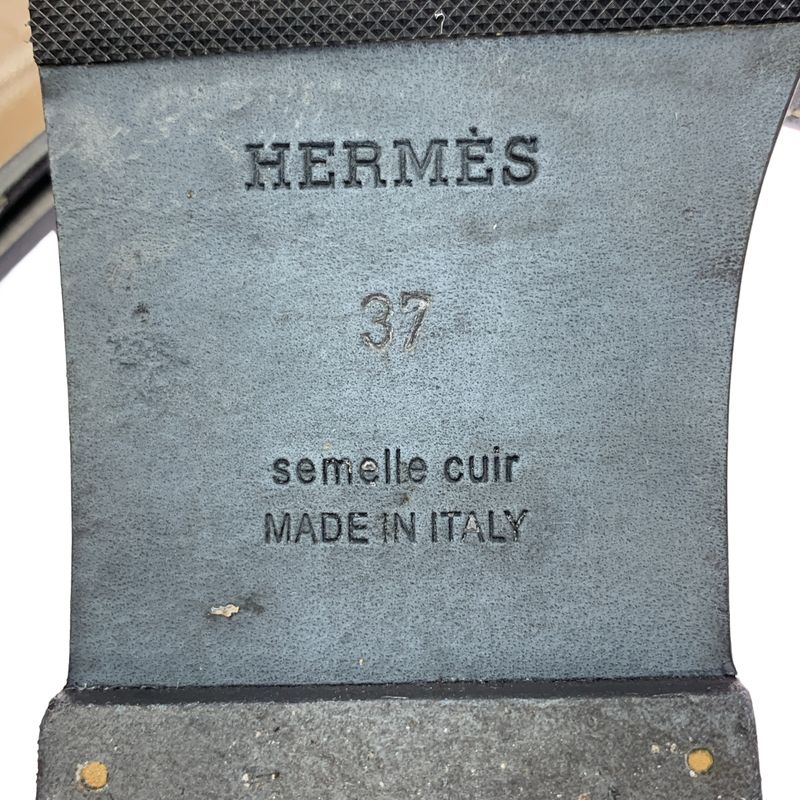 HERMÈS
37
semelle cuir
MADE IN ITALY